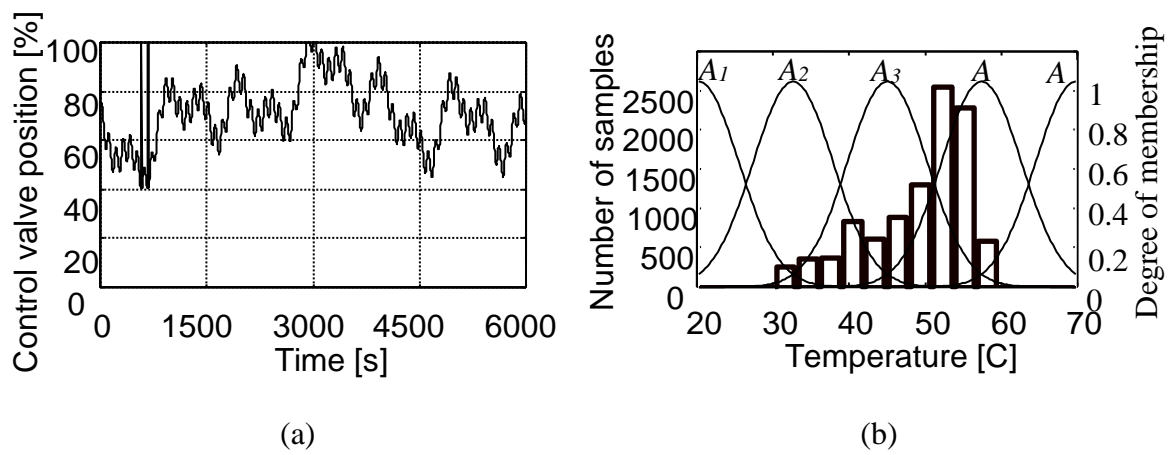 Control valve position [%]
100
80
60
40
20
0
0 1500 3000 4500 6000
Time [s]
(a)
Number of samples
2500
2000
1500
1000
500
0
A1 A2 A3 A A
1
0.8
0.6
0.4
0.2
0
Degree of membership
20 30 40 50 60 70
Temperature [C]
(b)